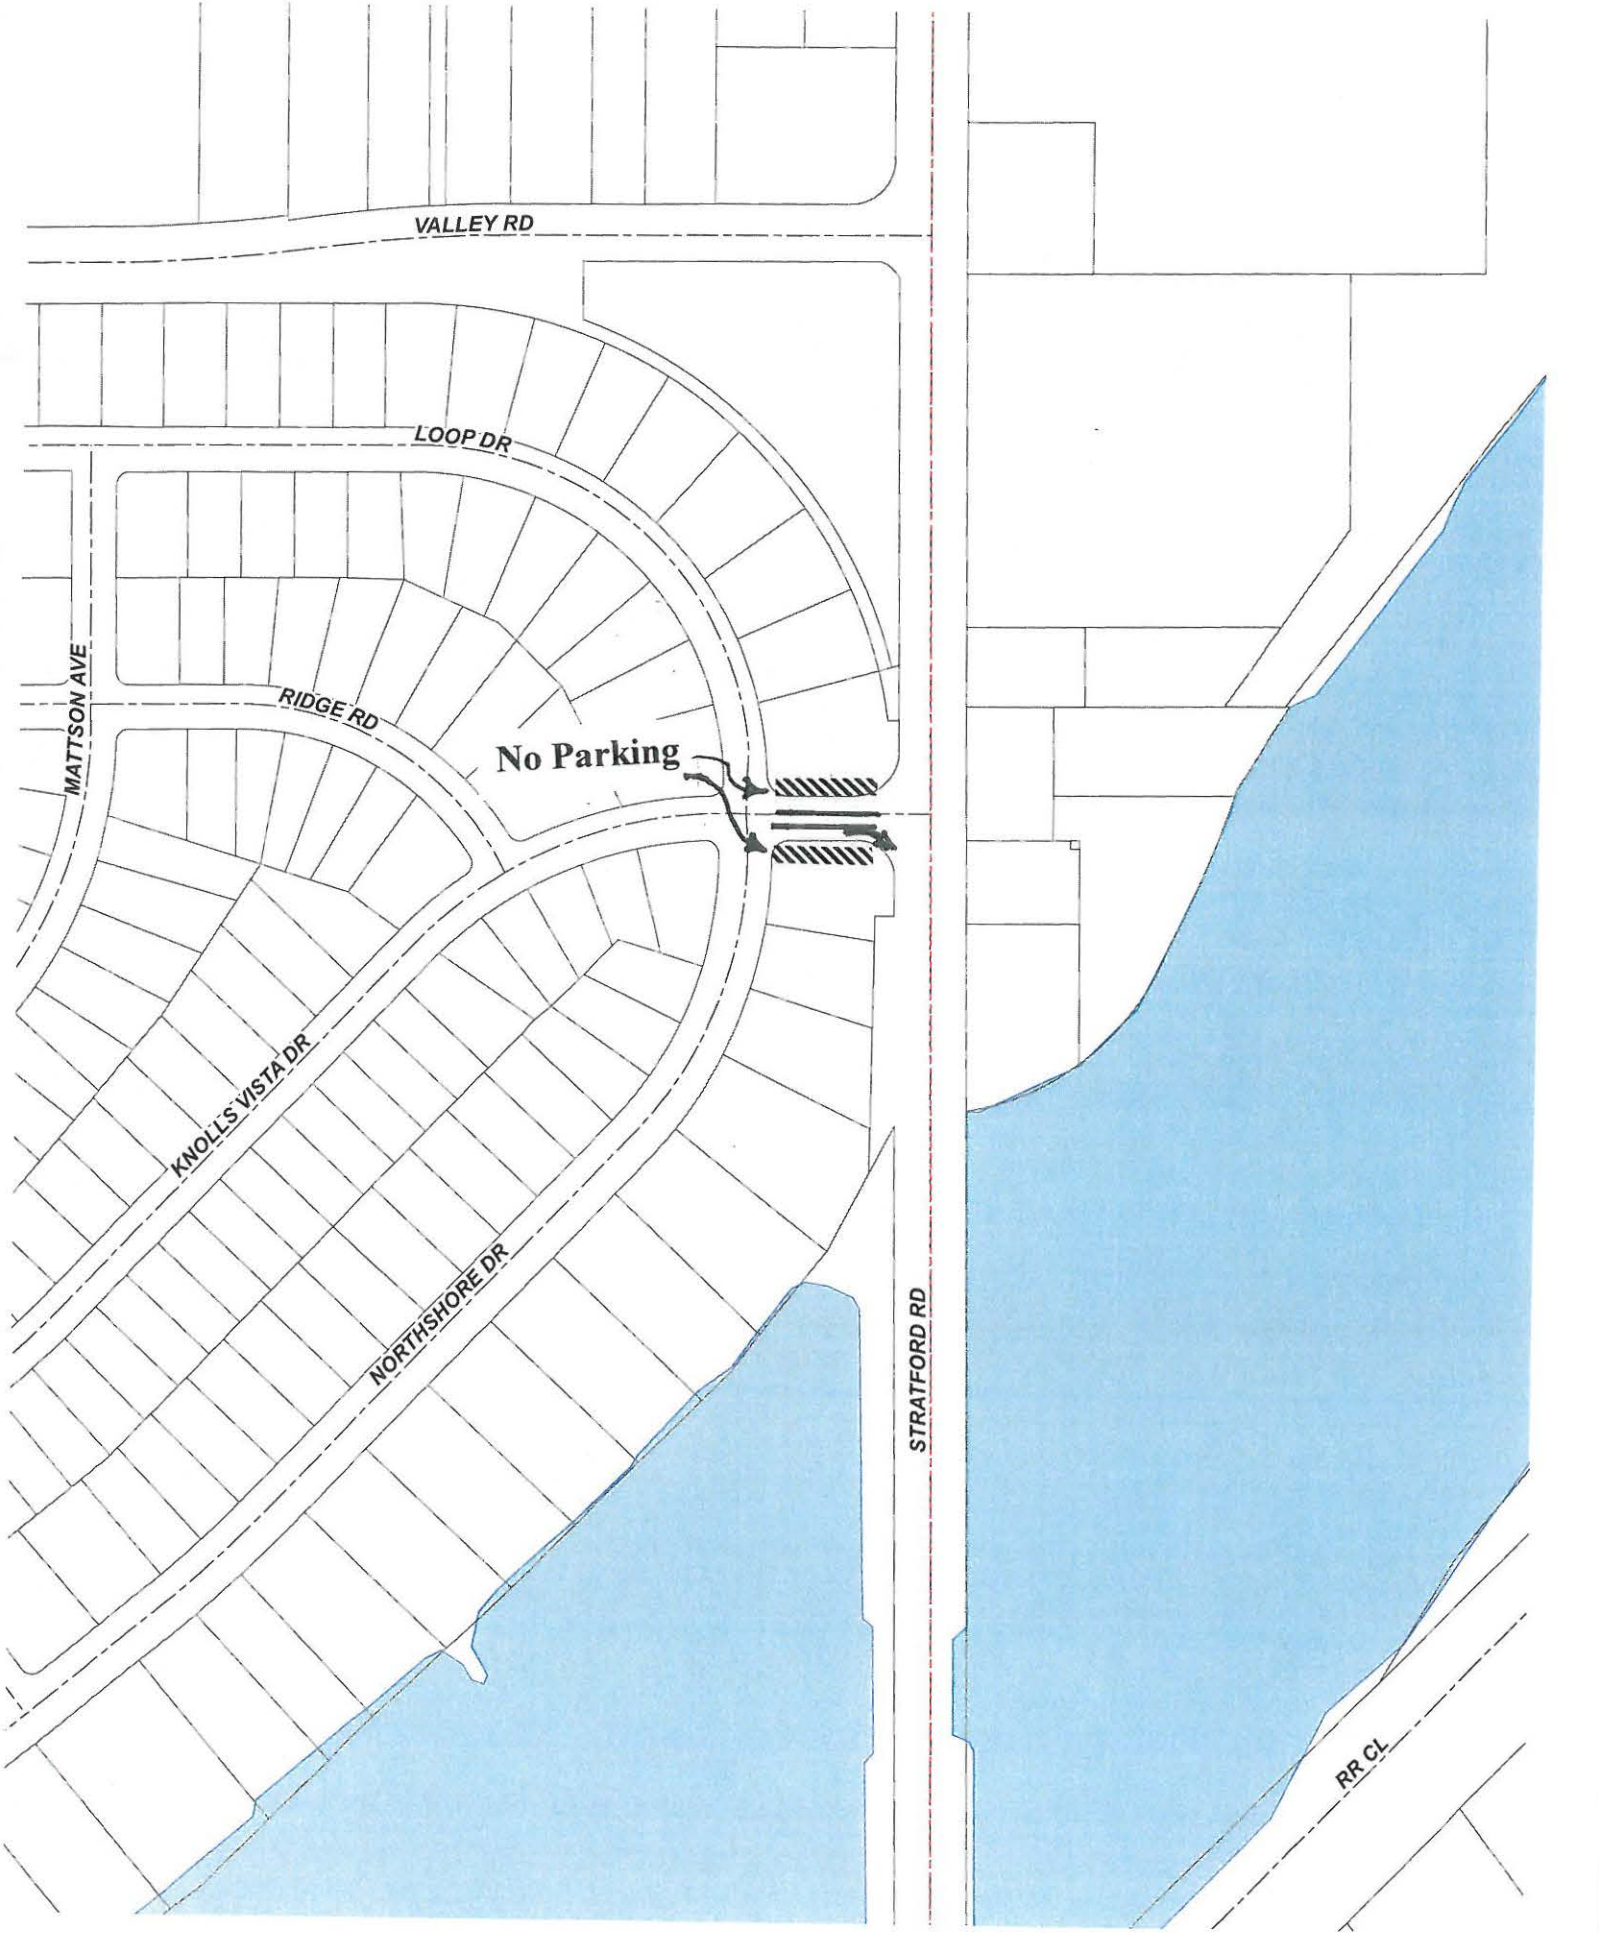 VALLEY RD
LOOP DR
MATTSON AVE
RIDGE RD
No Parking
KNOLLS VISTA DR
NORTHSHORE DR
STRATFORD RD
RR CL